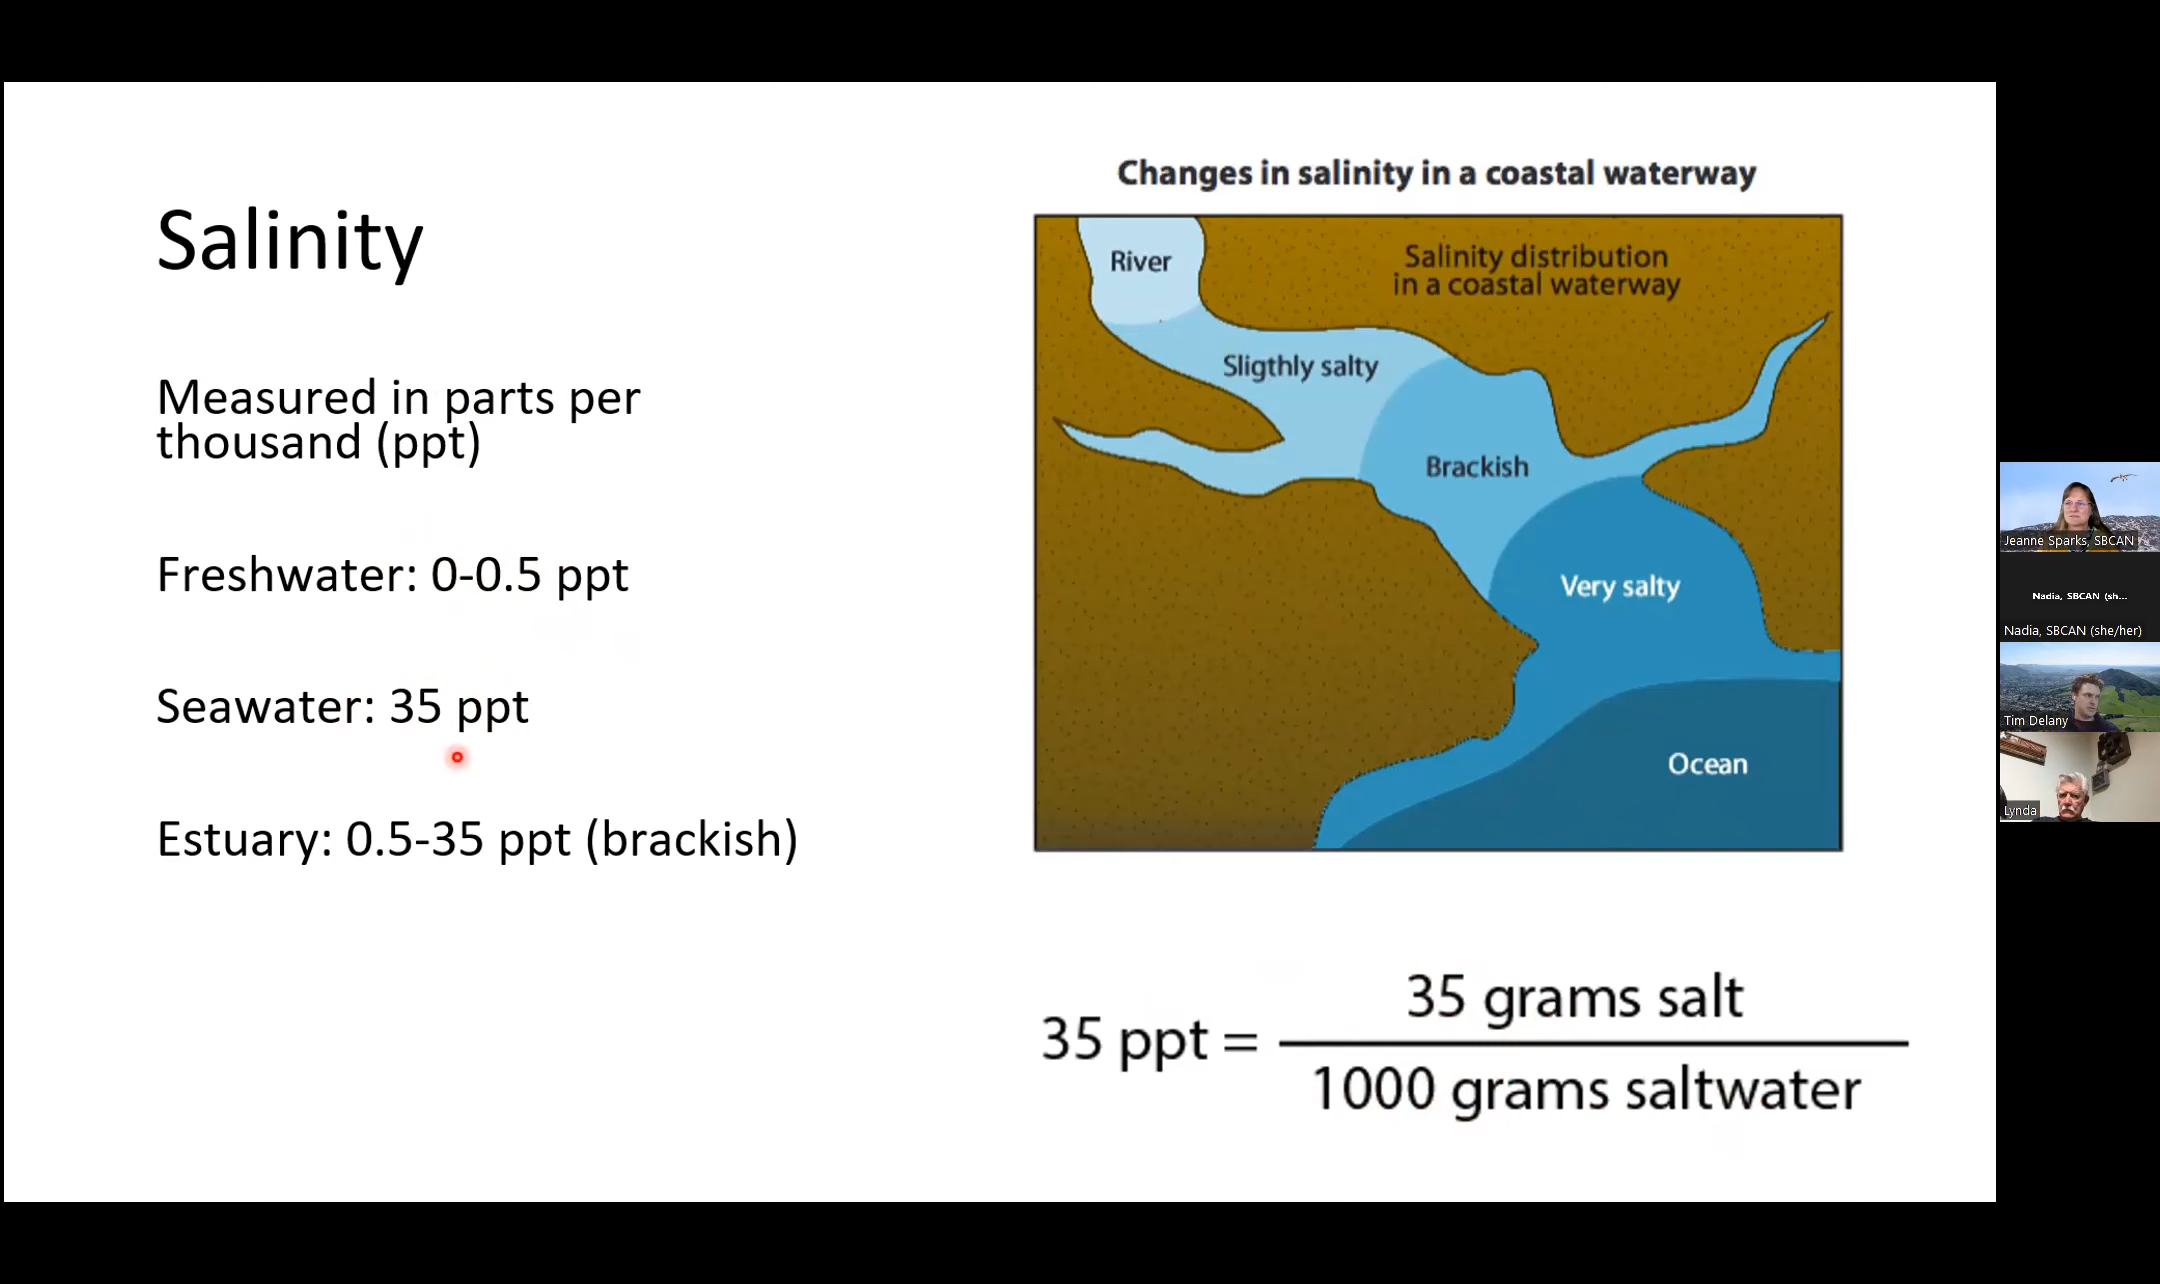 Salinity
Measured in parts per
thousand (ppt)
Freshwater: 0-0.5 ppt
Seawater: 35 ppt
Estuary: 0.5-35 ppt (brackish)
Changes in salinity in a coastal waterway
River
Salinity distribution
in a coastal waterway
Sligthly salty
Brackish
Very salty
Ocean
35 ppt =
35 grams salt
1000 grams saltwater
Jeanne Sparks, SBCAN
Nadia, SBCAN (sh...
Nadia, SBCAN (she/her)
Tim Delany
Lynda